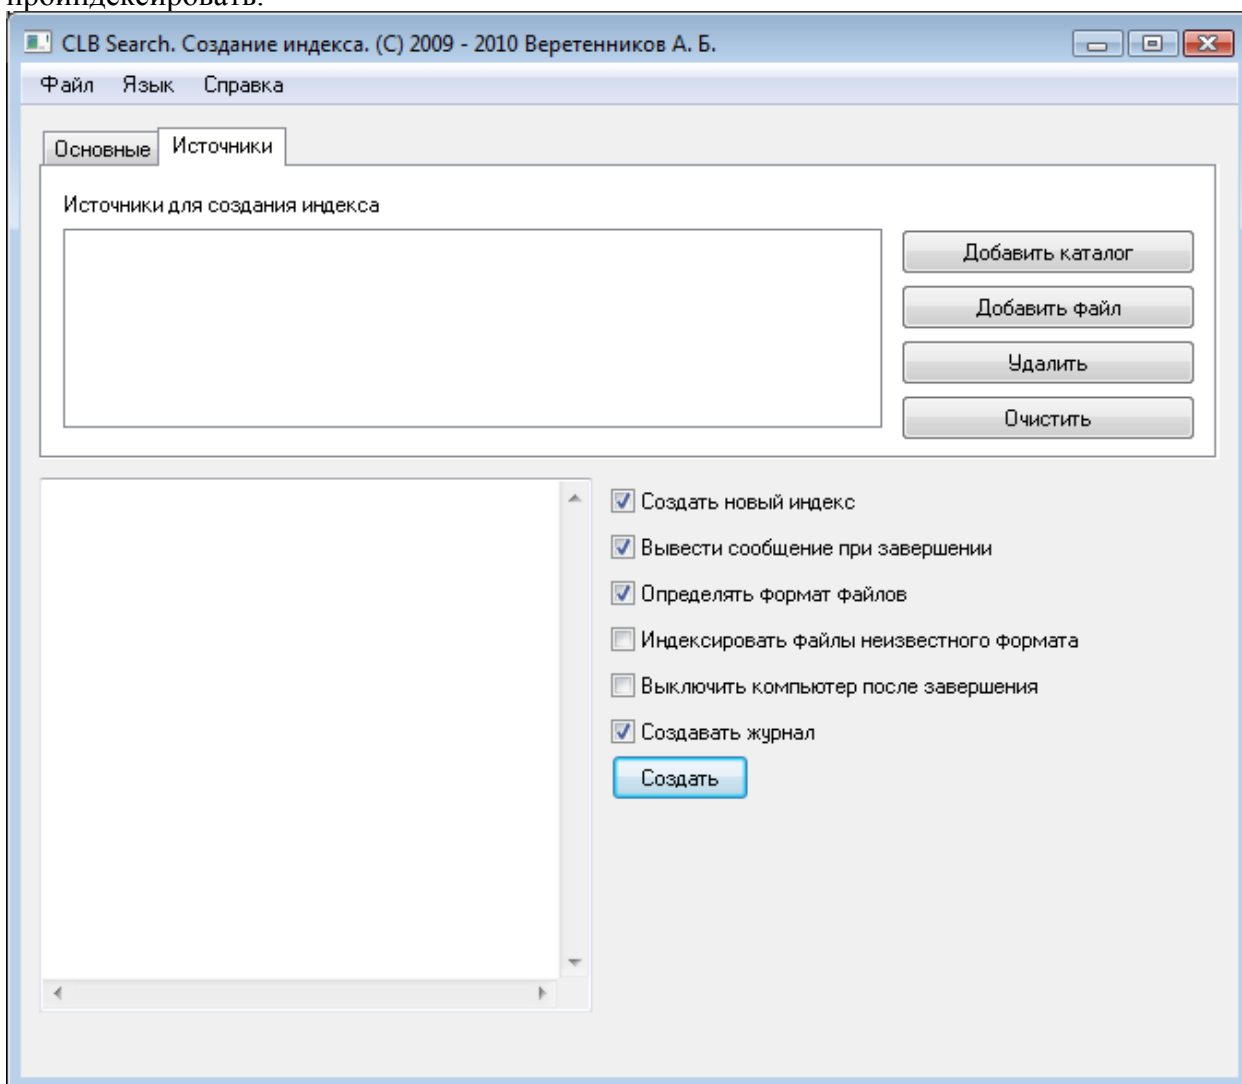 проиндексировать.
CLB Search. Создание индекса. (C) 2009 - 2010 Веретенников А. Б.
Файл Язык Справка
Основные Источники
Источники для создания индекса
Добавить каталог
Добавить файл
Удалить
Очистить
Создать новый индекс
Вывести сообщение при завершении
Определять формат файлов
Индексировать файлы неизвестного формата
Выключить компьютер после завершения
Создавать журнал
Создать